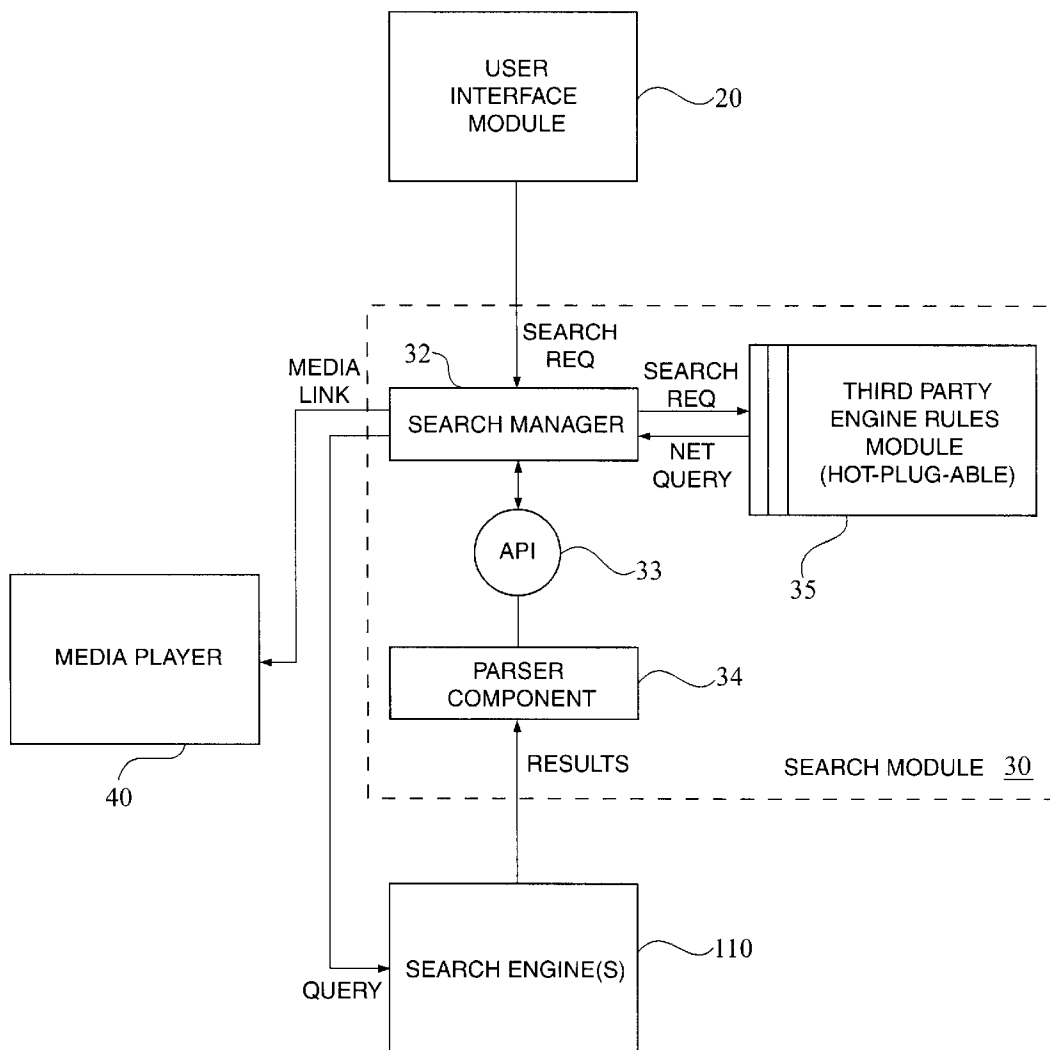 USER
INTERFACE
MODULE
20
SEARCH
REQ
32
MEDIA
LINK
SEARCH MANAGER
SEARCH
REQ
NET
QUERY
THIRD PARTY
ENGINE RULES
MODULE
(HOT-PLUG-ABLE)
35
API
33
MEDIA PLAYER
40
PARSER
COMPONENT
34
RESULTS
SEARCH MODULE 30
SEARCH ENGINE(S)
110
QUERY